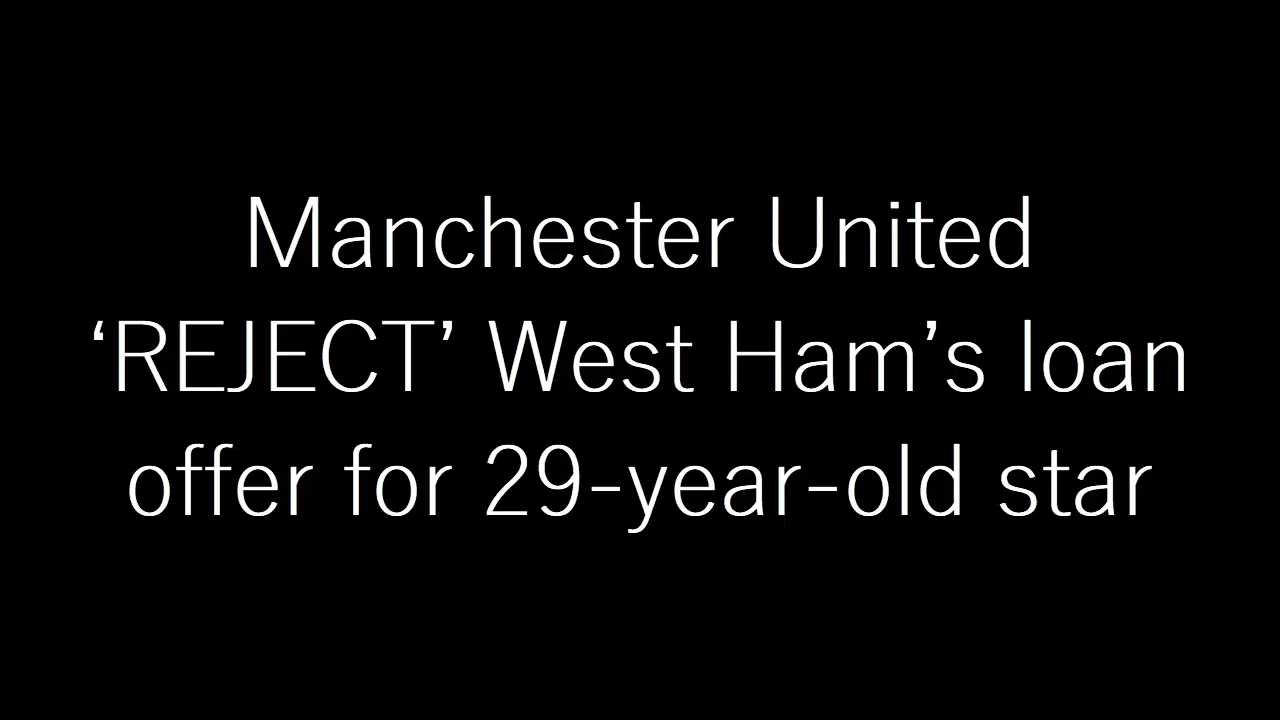 Manchester United
‘REJECT’ West Ham’s loan
offer for 29-year-old star